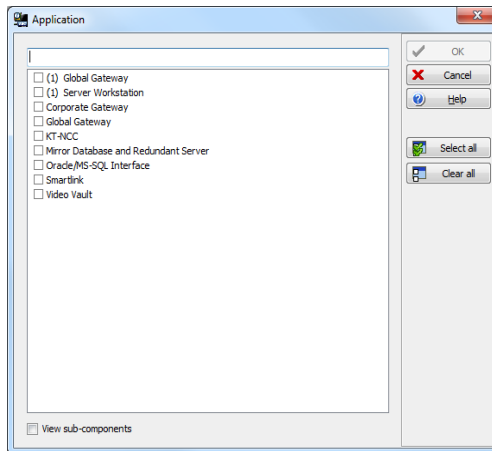 Application
OK
Cancel
Help
Select all
Clear all
(1) Global Gateway
(1) Server Workstation
Corporate Gateway
Global Gateway
KT-NCC
Mirror Database and Redundant Server
Oracle/MS-SQL Interface
Smartlink
Video Vault
View sub-components